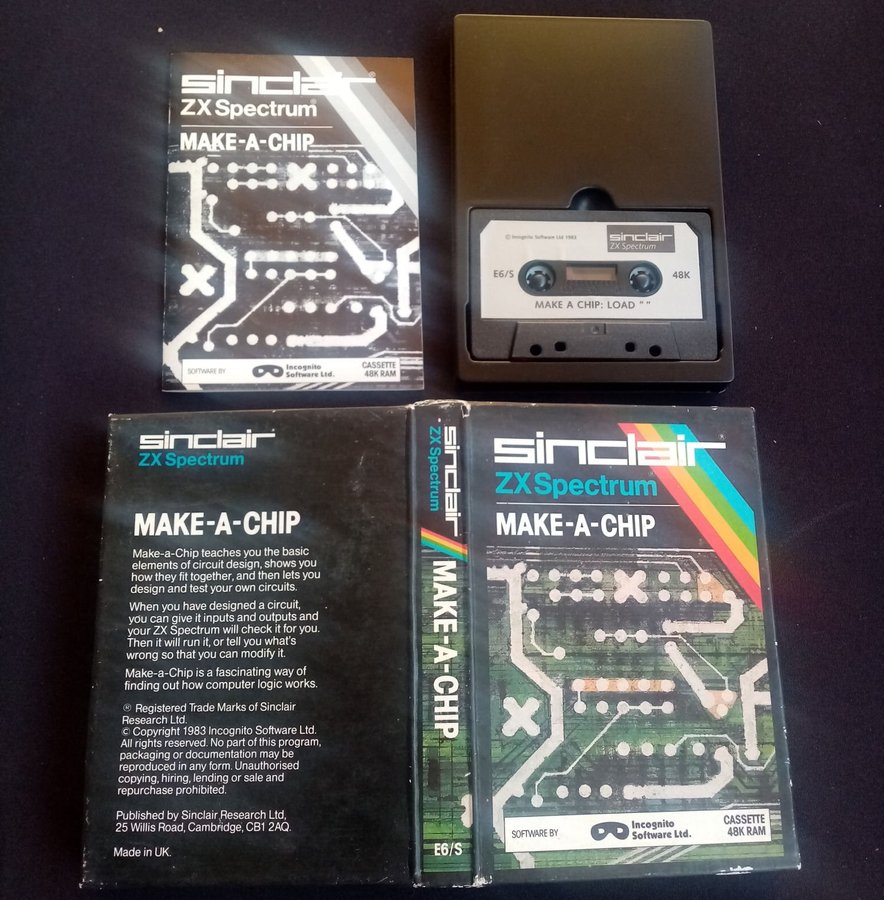 sinclair®
ZX Spectrum®
MAKE-A-CHIP
SOFTWARE BY
Incognito
Software Ltd.
CASSETTE
48K RAM
© Incognito Software Ltd 1983
sinclair
ZX Spectrum
E6/S
48K
MAKE A CHIP: LOAD " "
sinclair®
ZX Spectrum
MAKE-A-CHIP
Make-a-Chip teaches you the basic
elements of circuit design, shows you
how they fit together, and then lets you
design and test your own circuits.
When you have designed a circuit,
you can give it inputs and outputs and
your ZX Spectrum will check it for you.
Then it will run it, or tell you what's
wrong so that you can modify it.
Make-a-Chip is a fascinating way of
finding out how computer logic works.
® Registered Trade Marks of Sinclair
Research Ltd.
© Copyright 1983 Incognito Software Ltd.
All rights reserved. No part of this program,
packaging or documentation may be
reproduced in any form. Unauthorised
copying, hiring, lending or sale and
repurchase prohibited.
Published by Sinclair Research Ltd,
25 Willis Road, Cambridge, CB1 2AQ.
Made in UK.
sinclair
ZX Spectrum
MAKE-A-CHIP
E6/S
sinclair®
ZX Spectrum
MAKE-A-CHIP
SOFTWARE BY
Incognito
Software Ltd.
CASSETTE
48K RAM